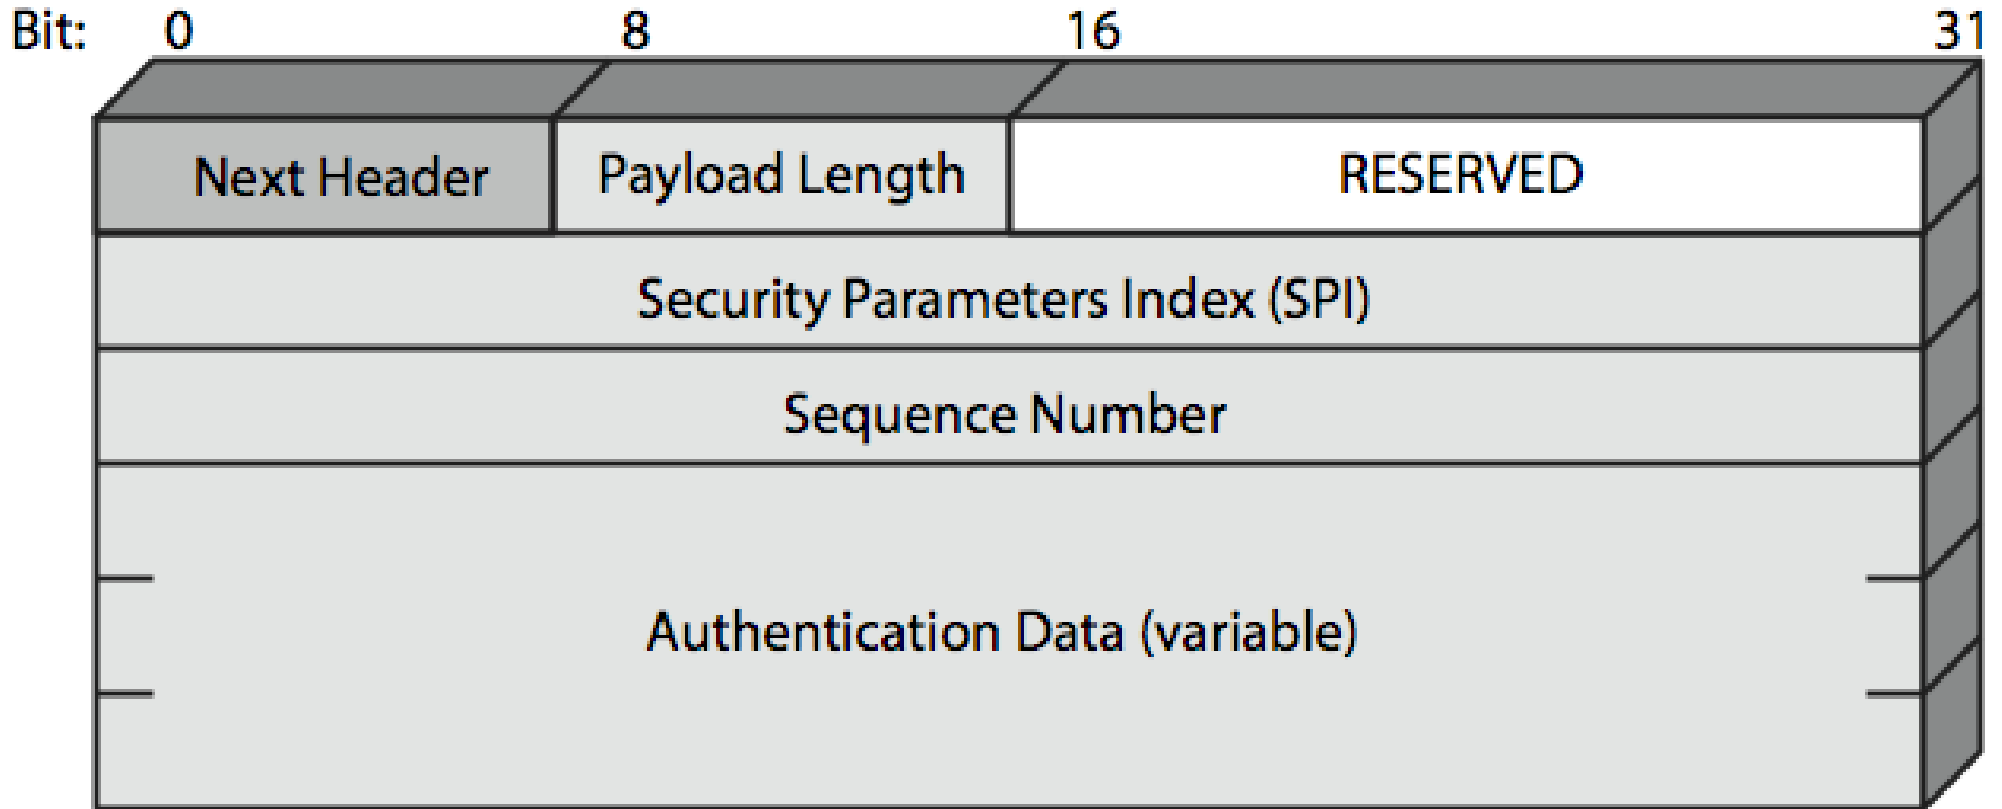 Bit: 0 8 16 31
Next Header Payload Length RESERVED
Security Parameters Index (SPI)
Sequence Number
Authentication Data (variable)